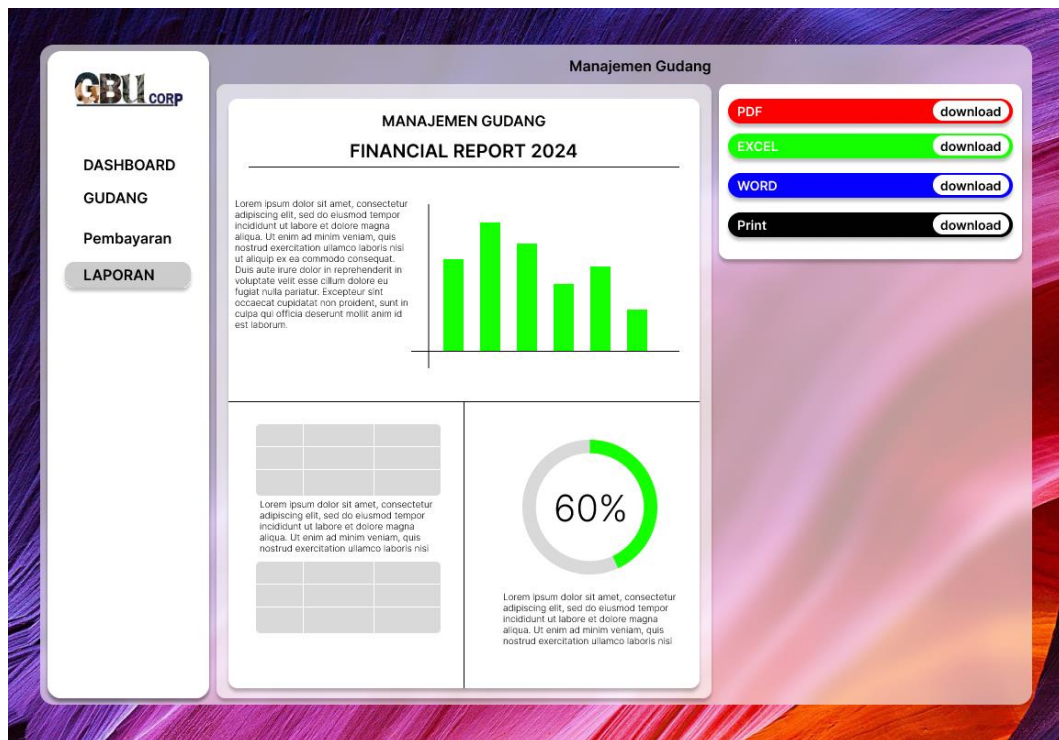 Manajemen Gudang
GBU CORP
DASHBOARD
GUDANG
Pembayaran
LAPORAN
MANAJEMEN GUDANG
FINANCIAL REPORT 2024
Lorem ipsum dolor sit amet, consectetur
adipiscing elit, sed do eiusmod tempor
incididunt ut labore et dolore magna
aliqua. Ut enim ad minim veniam, quis
nostrud exercitation ullamco laboris nisi
ut aliquip ex ea commodo consequat.
Duis aute irure dolor in reprehenderit in
voluptate velit esse cillum dolore eu
fugiat nulla pariatur. Excepteur sint
occaecat cupidatat non proident, sunt in
culpa qui officia deserunt mollit anim id
est laborum.
Lorem ipsum dolor sit amet, consectetur
adipiscing elit, sed do eiusmod tempor
incididunt ut labore et dolore magna
aliqua. Ut enim ad minim veniam, quis
nostrud exercitation ullamco laboris nisi
60%
Lorem ipsum dolor sit amet, consectetur
adipiscing elit, sed do eiusmod tempor
incididunt ut labore et dolore magna
aliqua. Ut enim ad minim veniam, quis
nostrud exercitation ullamco laboris nisi
PDF download
EXCEL download
WORD download
Print download